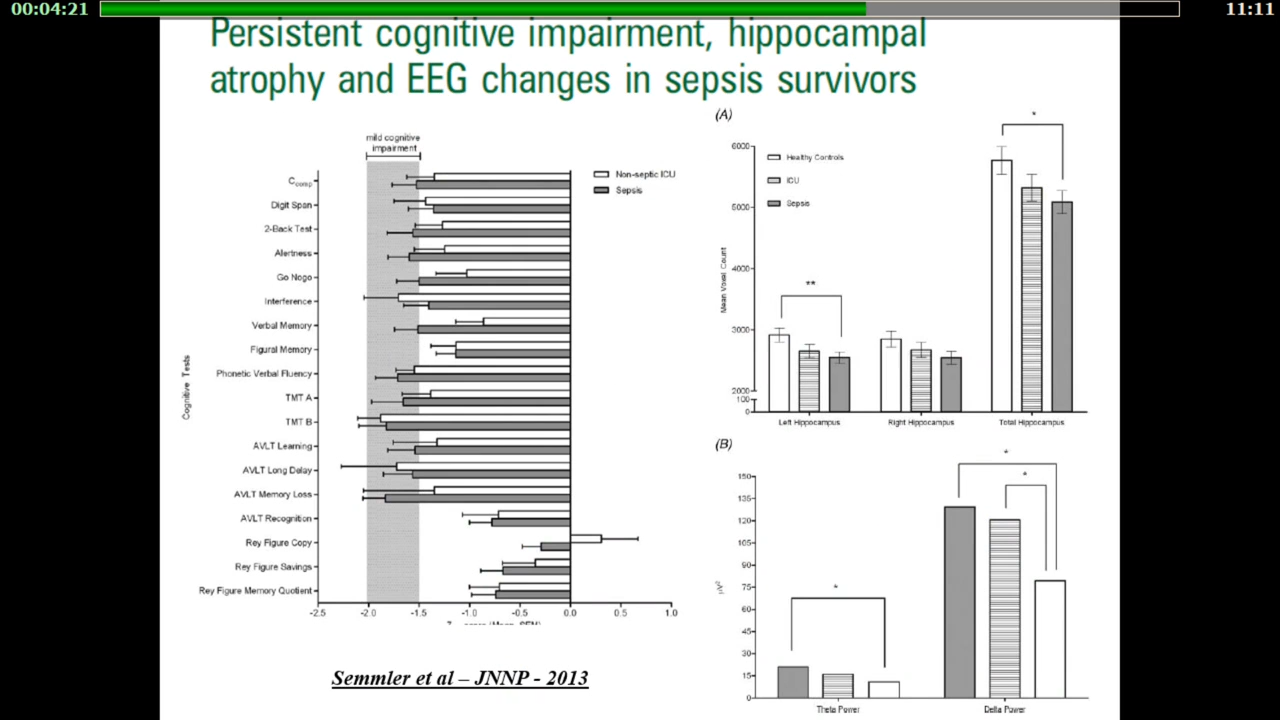 00:04:21
11:11
Persistent cognitive impairment, hippocampal
atrophy and EEG changes in sepsis survivors
mild cognitive
impairment
Non-septic ICU
Sepsis
Cognitive Tests
Ccomp
Digit Span
2-Back Test
Alertness
Go Nogo
Interference
Verbal Memory
Figural Memory
Phonetic Verbal Fluency
TMT A
TMT B
AVLT Learning
AVLT Long Delay
AVLT Memory Loss
AVLT Recognition
Rey Figure Copy
Rey Figure Savings
Rey Figure Memory Quotient
-2.5 -2.0 -1.5 -1.0 -0.5 0.0 0.5 1.0
Semmler et al – JNNP - 2013
(A)
*
6000
5000
4000
3000
2000
100
0
Mean Voxel Count
Healthy Controls
ICU
Sepsis
**
Left Hippocampus Right Hippocampus Total Hippocampus
(B)
* *
*
150
135
120
105
90
75
60
45
30
15
0
µV²
Theta Power Delta Power